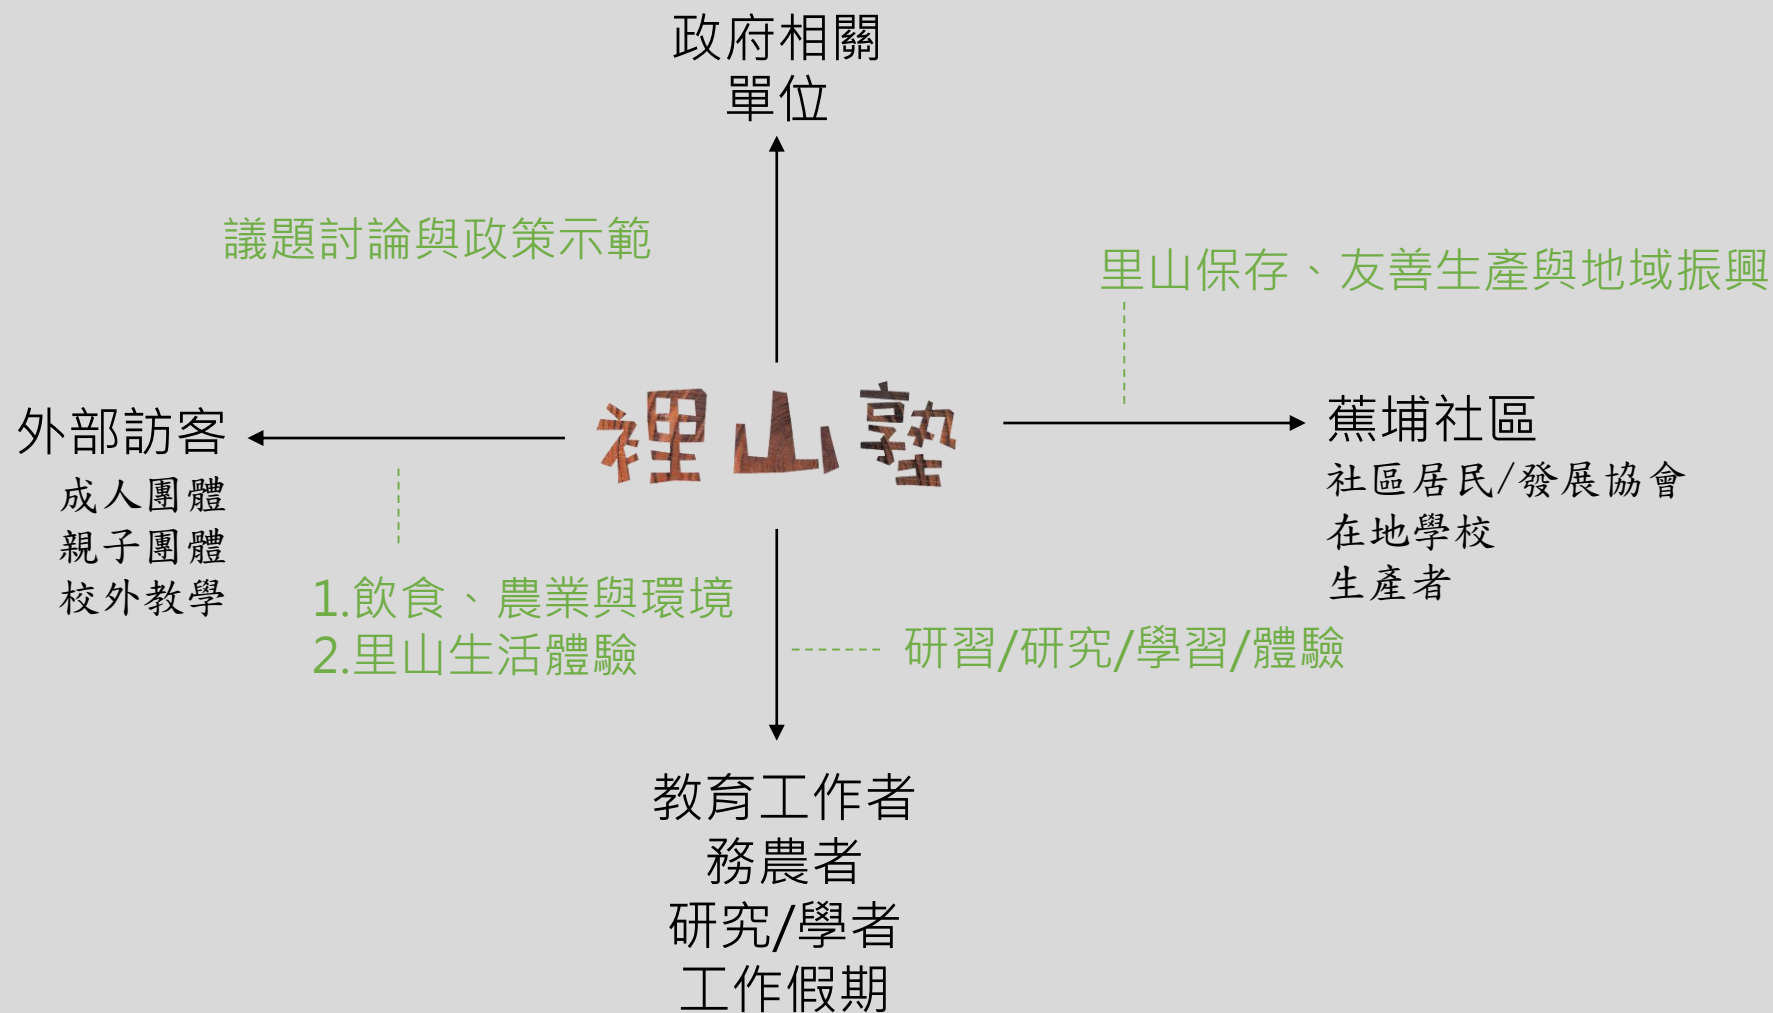 政府相關
單位
議題討論與政策示範
里山保存、友善生產與地域振興
裡山塾
外部訪客
成人團體
親子團體
校外教學
蕉埔社區
社區居民/發展協會
在地學校
生產者
1.飲食、農業與環境
2.里山生活體驗
研習/研究/學習/體驗
教育工作者
務農者
研究/學者
工作假期